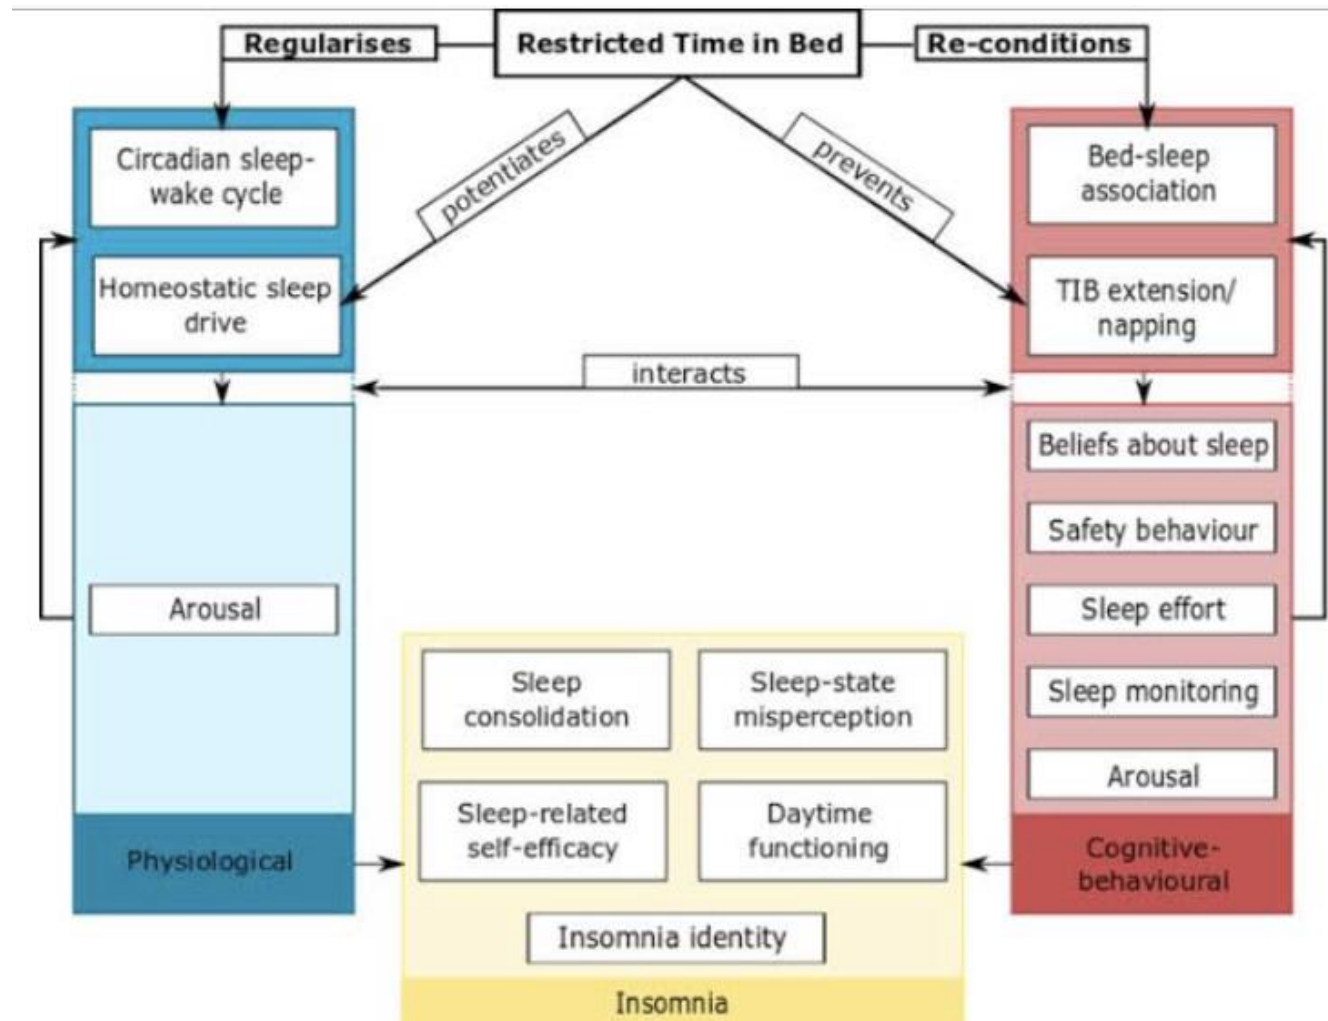 Regularises
Restricted Time in Bed
Re-conditions
potentiates
prevents
Circadian sleep-
wake cycle
Homeostatic sleep
drive
Bed-sleep
association
TIB extension/
napping
interacts
Arousal
Beliefs about sleep
Safety behaviour
Sleep effort
Sleep monitoring
Arousal
Physiological
Cognitive-
behavioural
Sleep
consolidation
Sleep-state
misperception
Sleep-related
self-efficacy
Daytime
functioning
Insomnia identity
Insomnia